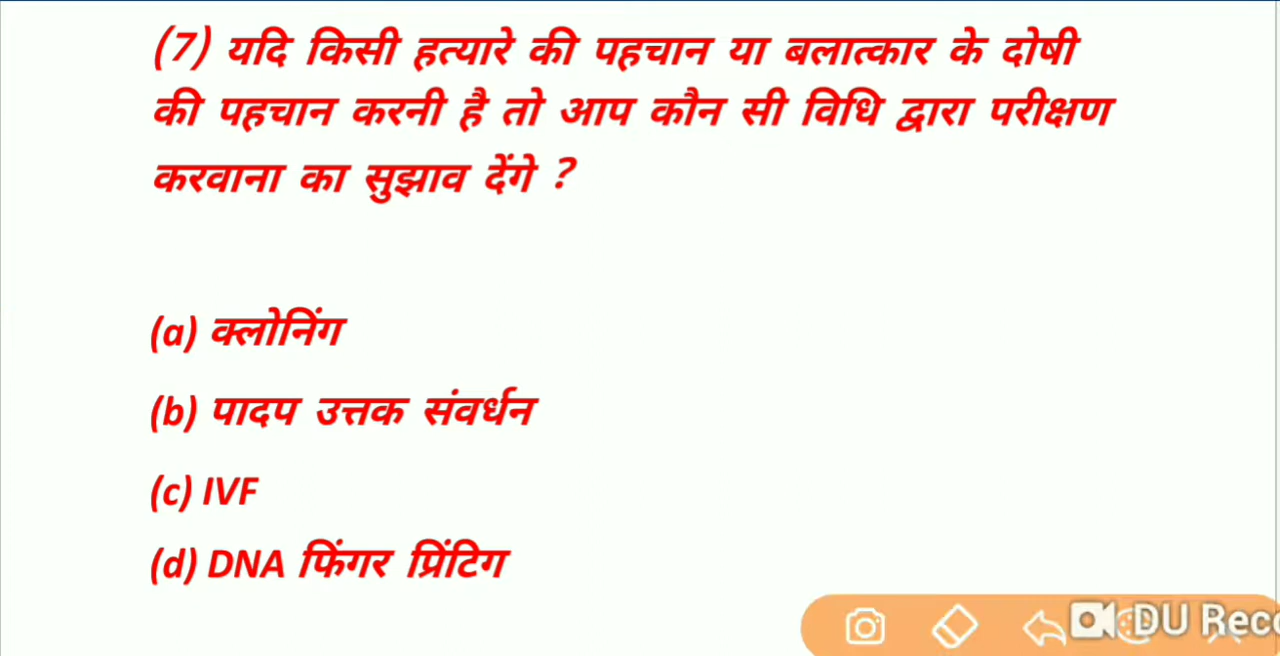 (7) यदि किसी हत्यारे की पहचान या बलात्कार के दोषी
की पहचान करनी है तो आप कौन सी विधि द्वारा परीक्षण
करवाना का सुझाव देंगे ?
(a) क्लोनिंग
(b) पादप उत्तक संवर्धन
(c) IVF
(d) DNA फिंगर प्रिंटिग
DU Rec